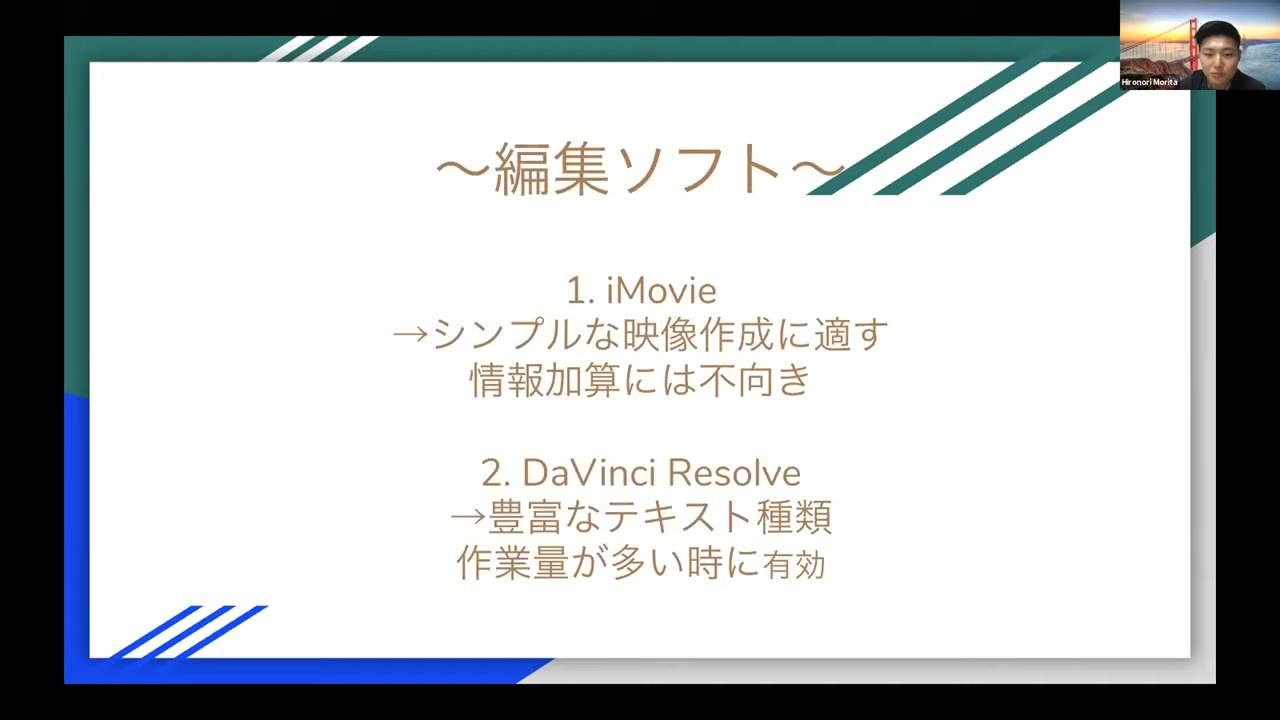 Hironori Morita
～編集ソフト～
1. iMovie
→シンプルな映像作成に適す
情報加算には不向き
2. DaVinci Resolve
→豊富なテキスト種類
作業量が多い時に有効